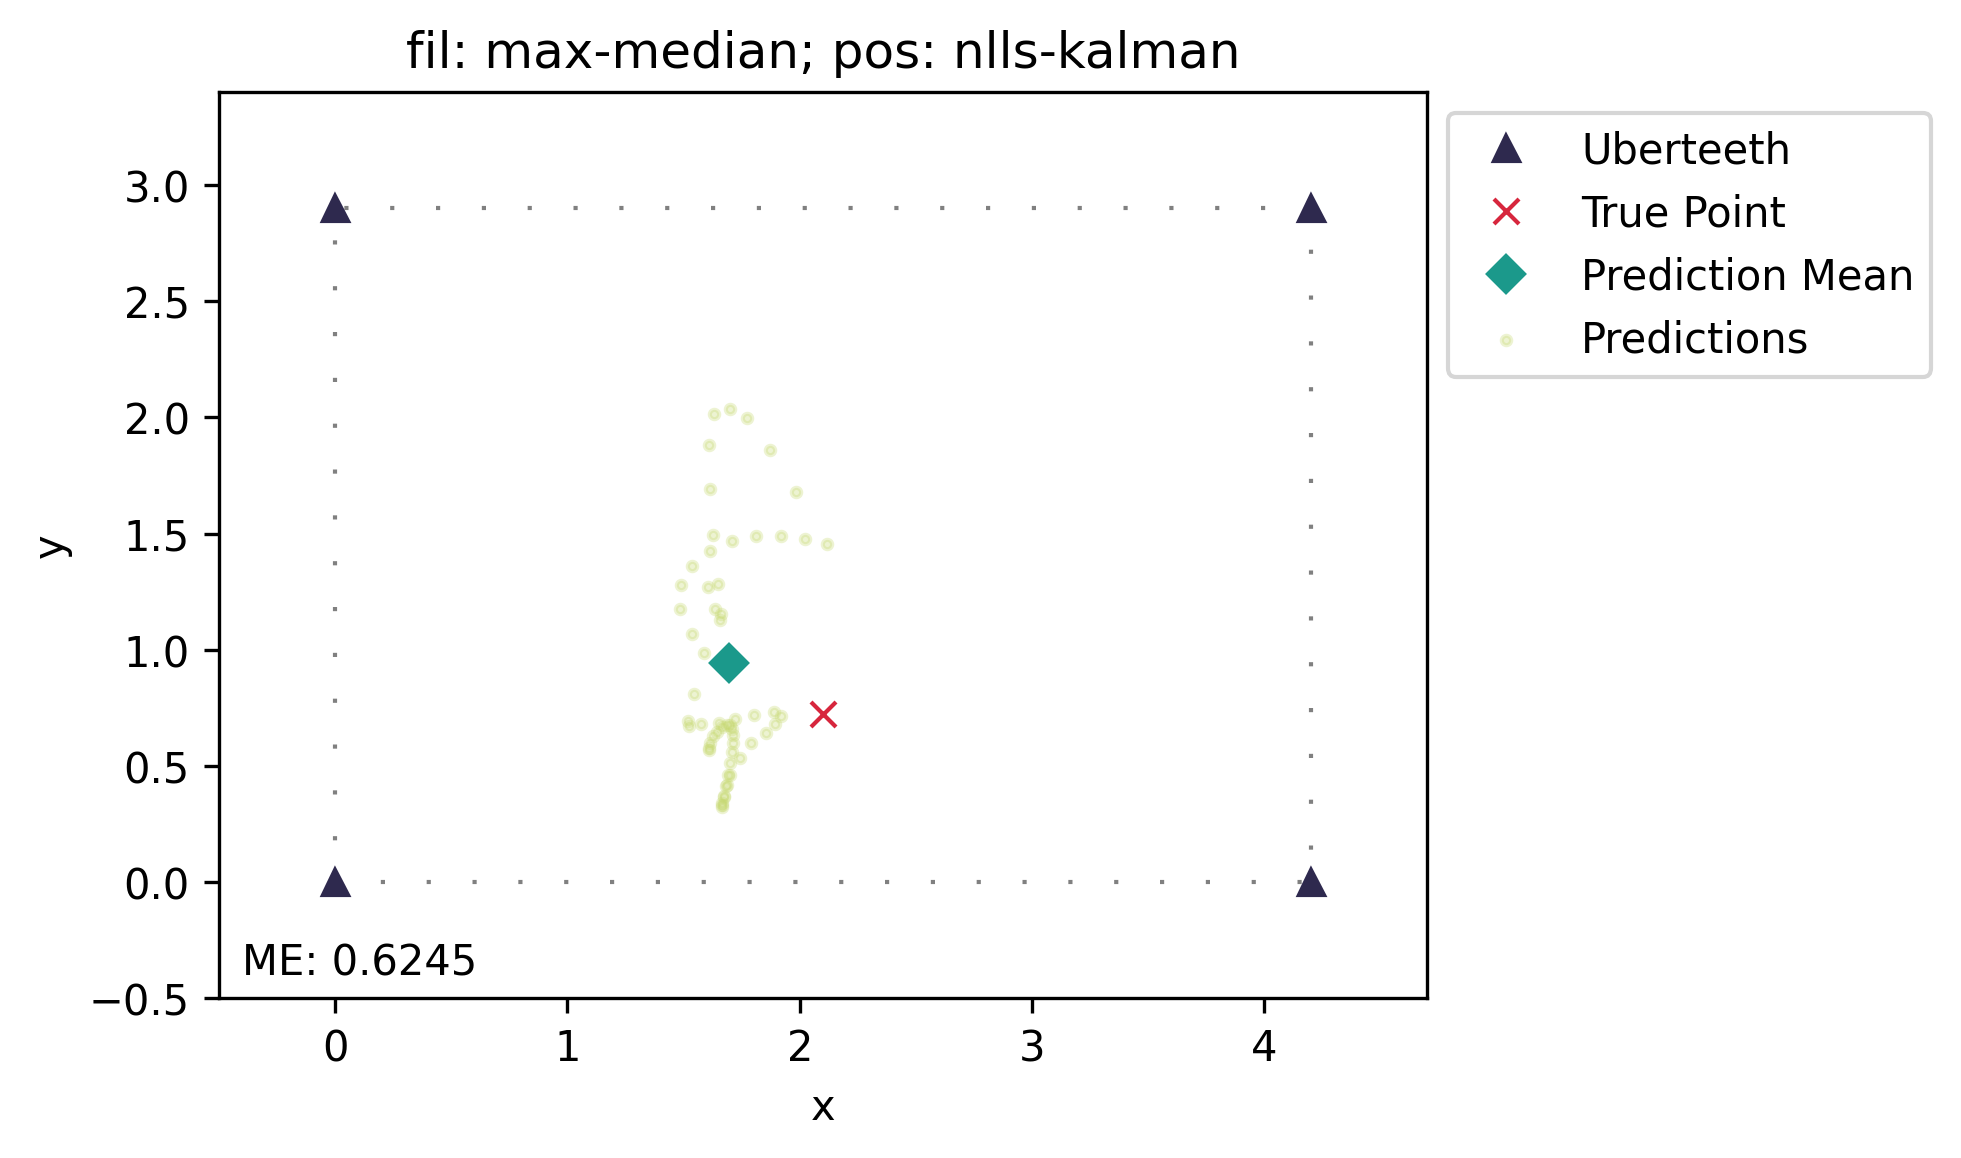 fil: max-median; pos: nlls-kalman
Uberteeth
True Point
Prediction Mean
Predictions
3.0
2.5
2.0
1.5
1.0
0.5
0.0
−0.5
y
ME: 0.6245
0 1 2 3 4
x